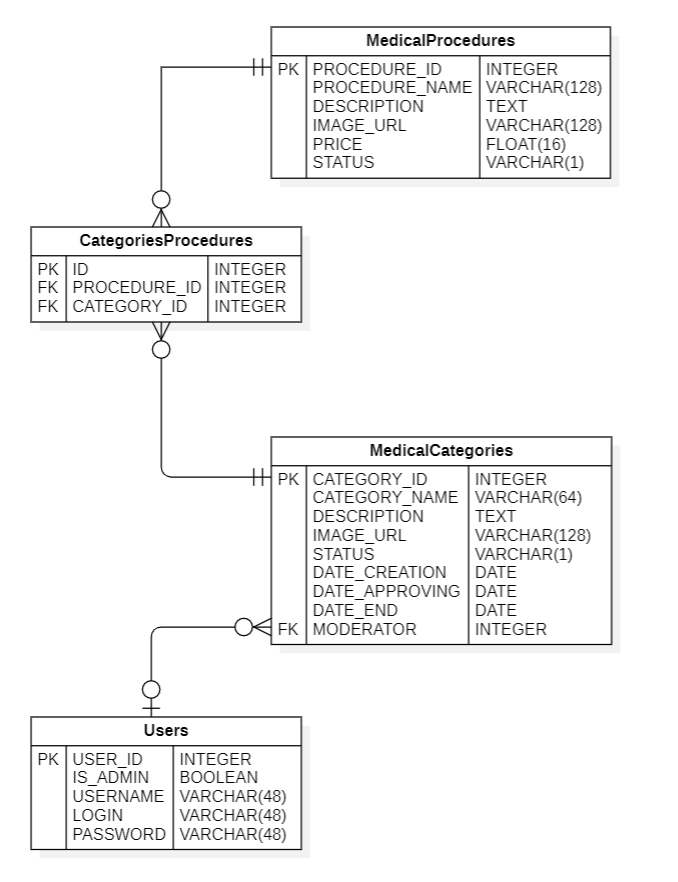 MedicalProcedures
PK PROCEDURE_ID INTEGER
PROCEDURE_NAME VARCHAR(128)
DESCRIPTION TEXT
IMAGE_URL VARCHAR(128)
PRICE FLOAT(16)
STATUS VARCHAR(1)
CategoriesProcedures
PK ID INTEGER
FK PROCEDURE_ID INTEGER
FK CATEGORY_ID INTEGER
MedicalCategories
PK CATEGORY_ID INTEGER
CATEGORY_NAME VARCHAR(64)
DESCRIPTION TEXT
IMAGE_URL VARCHAR(128)
STATUS VARCHAR(1)
DATE_CREATION DATE
DATE_APPROVING DATE
DATE_END DATE
FK MODERATOR INTEGER
Users
PK USER_ID INTEGER
IS_ADMIN BOOLEAN
USERNAME VARCHAR(48)
LOGIN VARCHAR(48)
PASSWORD VARCHAR(48)